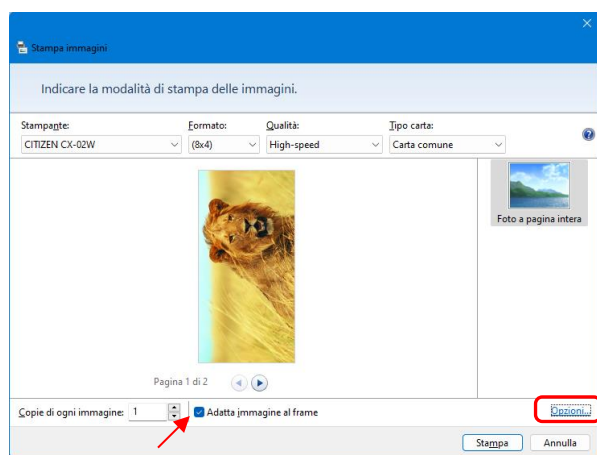 Stampa immagini
Indicare la modalità di stampa delle immagini.
Stampante: Formato: Qualità: Tipo carta:
CITIZEN CX-02W (8x4) High-speed Carta comune
Foto a pagina intera
Pagina 1 di 2
Copie di ogni immagine: 1 Adatta immagine al frame Opzioni...
Stampa Annulla